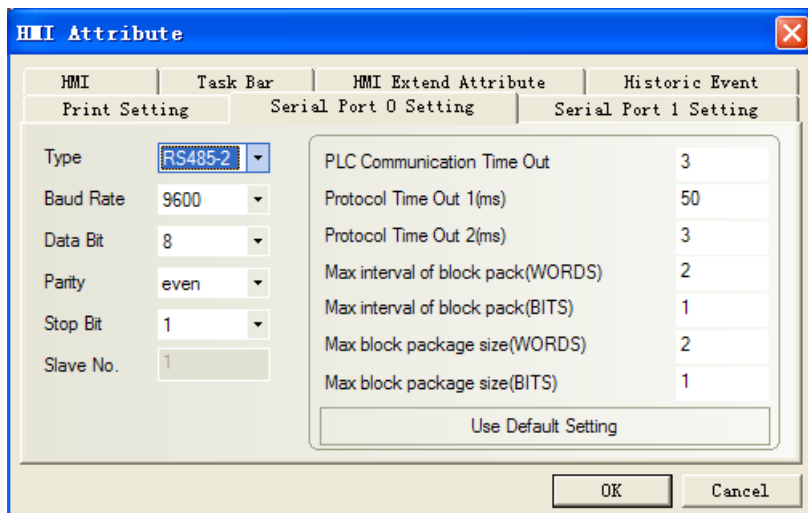 HMI Attribute
HMI Task Bar HMI Extend Attribute Historic Event
Print Setting Serial Port 0 Setting Serial Port 1 Setting
Type RS485-2
Baud Rate 9600
Data Bit 8
Parity even
Stop Bit 1
Slave No. 1
PLC Communication Time Out 3
Protocol Time Out 1(ms) 50
Protocol Time Out 2(ms) 3
Max interval of block pack(WORDS) 2
Max interval of block pack(BITS) 1
Max block package size(WORDS) 2
Max block package size(BITS) 1
Use Default Setting
OK Cancel